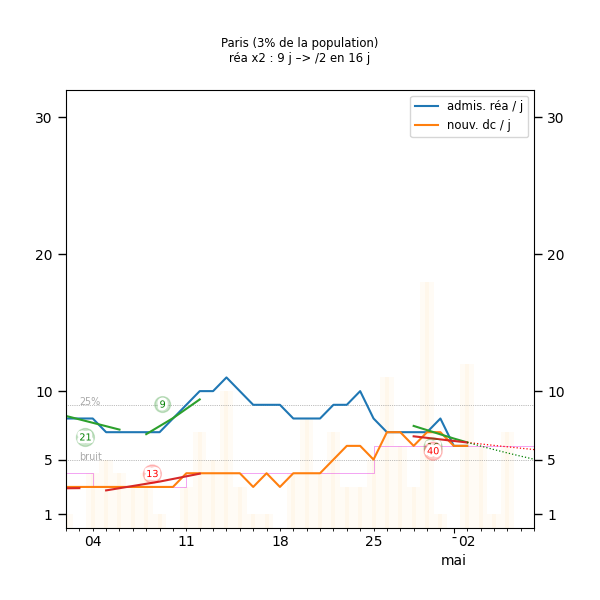 Paris (3% de la population)
réa x2 : 9 j –> /2 en 16 j
admis. réa / j
nouv. dc / j
30 30
20 20
10 10
5 5
1 1
25%
bruit
21
9
13
40
04 11 18 25 02
mai